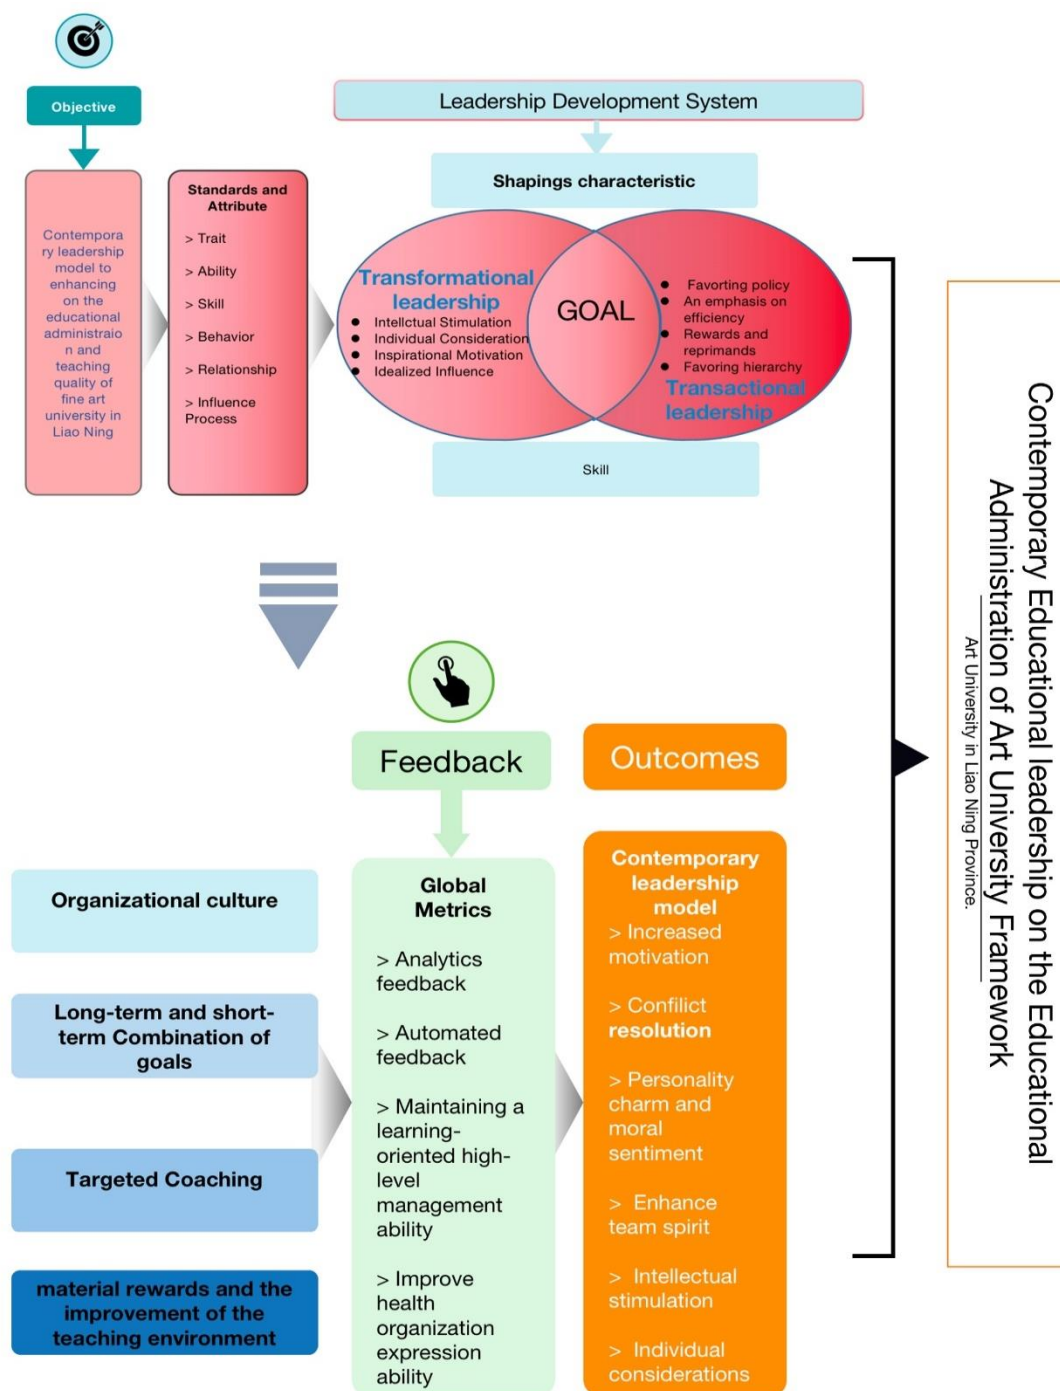 Objective
Contempora
ry leadership
model to
enhancing on
the
educational
administraio
n and
teaching
quality of
fine art
university in
Liao Ning
Standards and
Attribute
> Trait
> Ability
> Skill
> Behavior
> Relationship
> Influence
Process
Leadership Development System
Shapings characteristic
Transformational
leadership
● Intellctual Stimulation
● Individual Consideration
● Inspirational Motivation
● Idealized Influence
GOAL
● Favorting policy
● An emphasis on
efficiency
● Rewards and
reprimands
● Favoring hierarchy
Transactional
leadership
Skill
Feedback
Outcomes
Organizational culture
Long-term and short-
term Combination of
goals
Targeted Coaching
material rewards and the
improvement of the
teaching environment
Global
Metrics
> Analytics
feedback
> Automated
feedback
> Maintaining a
learning-
oriented high-
level
management
ability
> Improve
health
organization
expression
ability
Contemporary
leadership
model
> Increased
motivation
> Confilict
resolution
> Personality
charm and
moral
sentiment
> Enhance
team spirit
> Intellectual
stimulation
> Individual
considerations
Contemporary Educational leadership on the Educational
Administration of Art University Framework
Art University in Liao Ning Province.